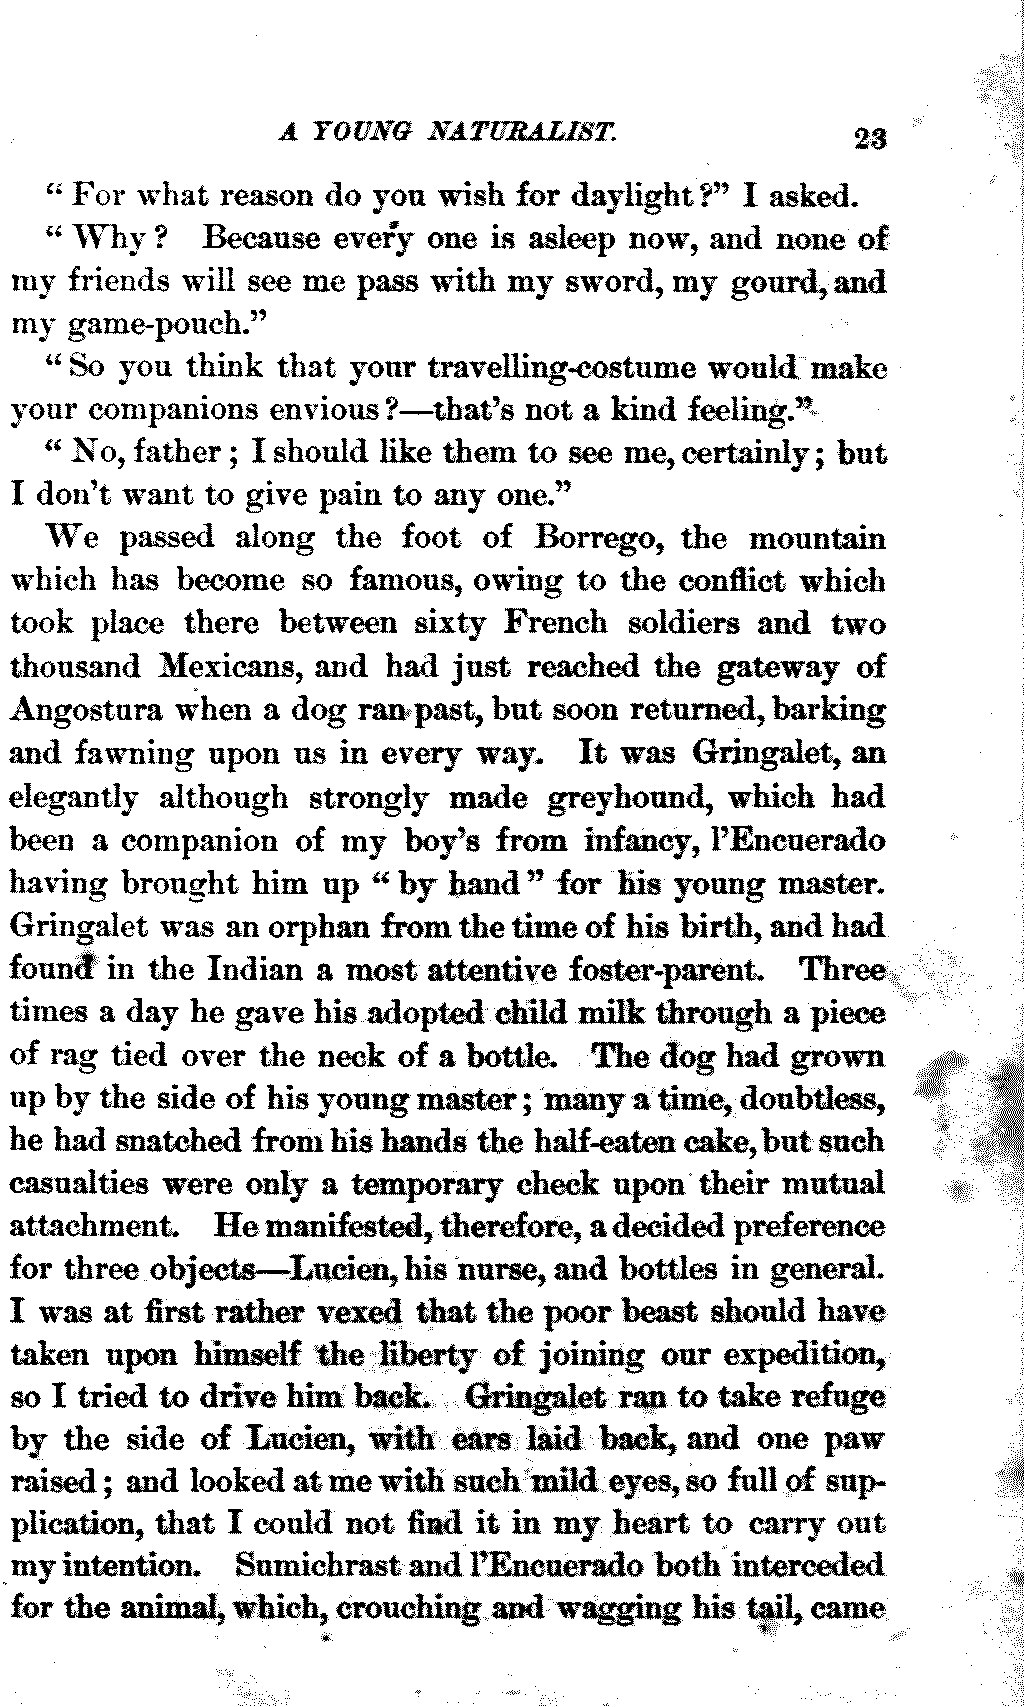 A YOUNG NATURALIST. 23
“ For what reason do you wish for daylight ?” I asked.
“ Why ? Because every one is asleep now, and none of
my friends will see me pass with my sword, my gourd, and
my game-pouch.”
“ So you think that your travelling-costume would make
your companions envious ?—that’s not a kind feeling.”
“ No, father ; I should like them to see me, certainly ; but
I don’t want to give pain to any one.”
We passed along the foot of Borrego, the mountain
which has become so famous, owing to the conflict which
took place there between sixty French soldiers and two
thousand Mexicans, and had just reached the gateway of
Angostura when a dog ran past, but soon returned, barking
and fawning upon us in every way. It was Gringalet, an
elegantly although strongly made greyhound, which had
been a companion of my boy’s from infancy, l’Encuerado
having brought him up “ by hand ” for his young master.
Gringalet was an orphan from the time of his birth, and had
found in the Indian a most attentive foster-parent. Three
times a day he gave his adopted child milk through a piece
of rag tied over the neck of a bottle. The dog had grown
up by the side of his young master ; many a time, doubtless,
he had snatched from his hands the half-eaten cake, but such
casualties were only a temporary check upon their mutual
attachment. He manifested, therefore, a decided preference
for three objects—Lucien, his nurse, and bottles in general.
I was at first rather vexed that the poor beast should have
taken upon himself the liberty of joining our expedition,
so I tried to drive him back. Gringalet ran to take refuge
by the side of Lucien, with ears laid back, and one paw
raised ; and looked at me with such mild eyes, so full of sup-
plication, that I could not find it in my heart to carry out
my intention. Sumichrast and l’Encuerado both interceded
for the animal, which, crouching and wagging his tail, came